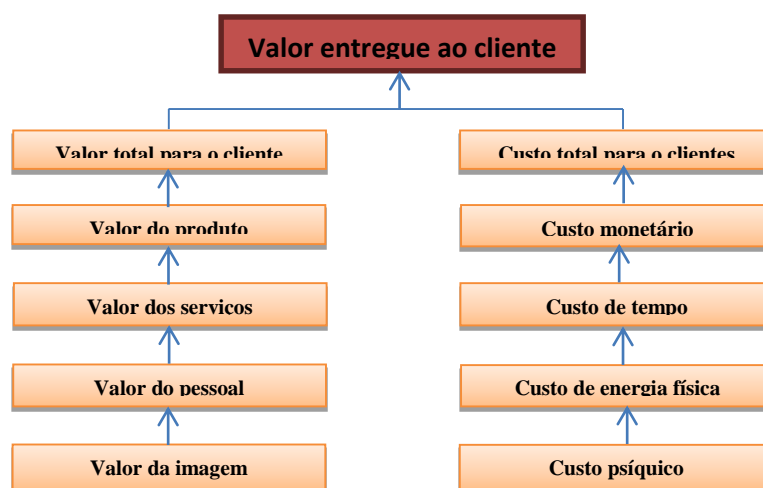 Valor entregue ao cliente
Valor total para o cliente
Custo total para o clientes
Valor do produto
Custo monetário
Valor dos serviços
Custo de tempo
Valor do pessoal
Custo de energia física
Valor da imagem
Custo psíquico